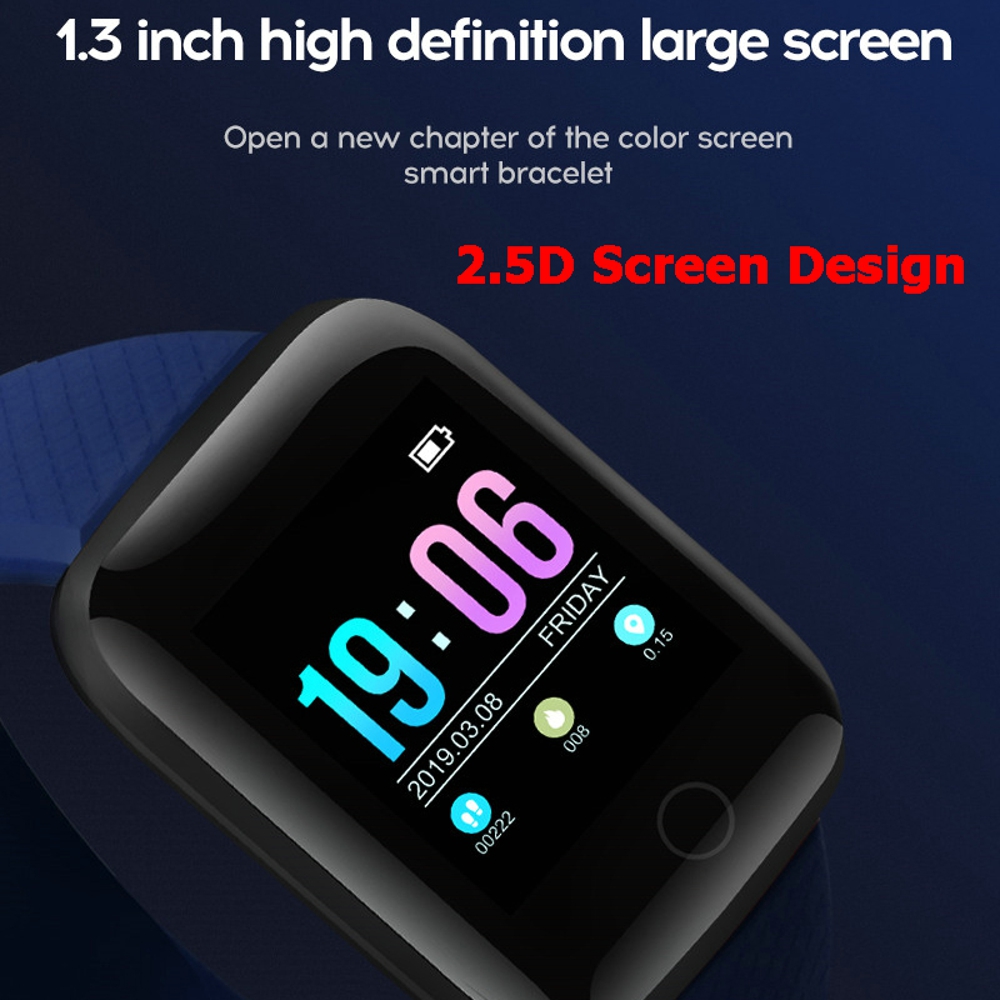 1.3 inch high definition large screen
Open a new chapter of the color screen
smart bracelet
2.5D Screen Design
19:06
2019.03.08 FRIDAY
00222
008
0.15